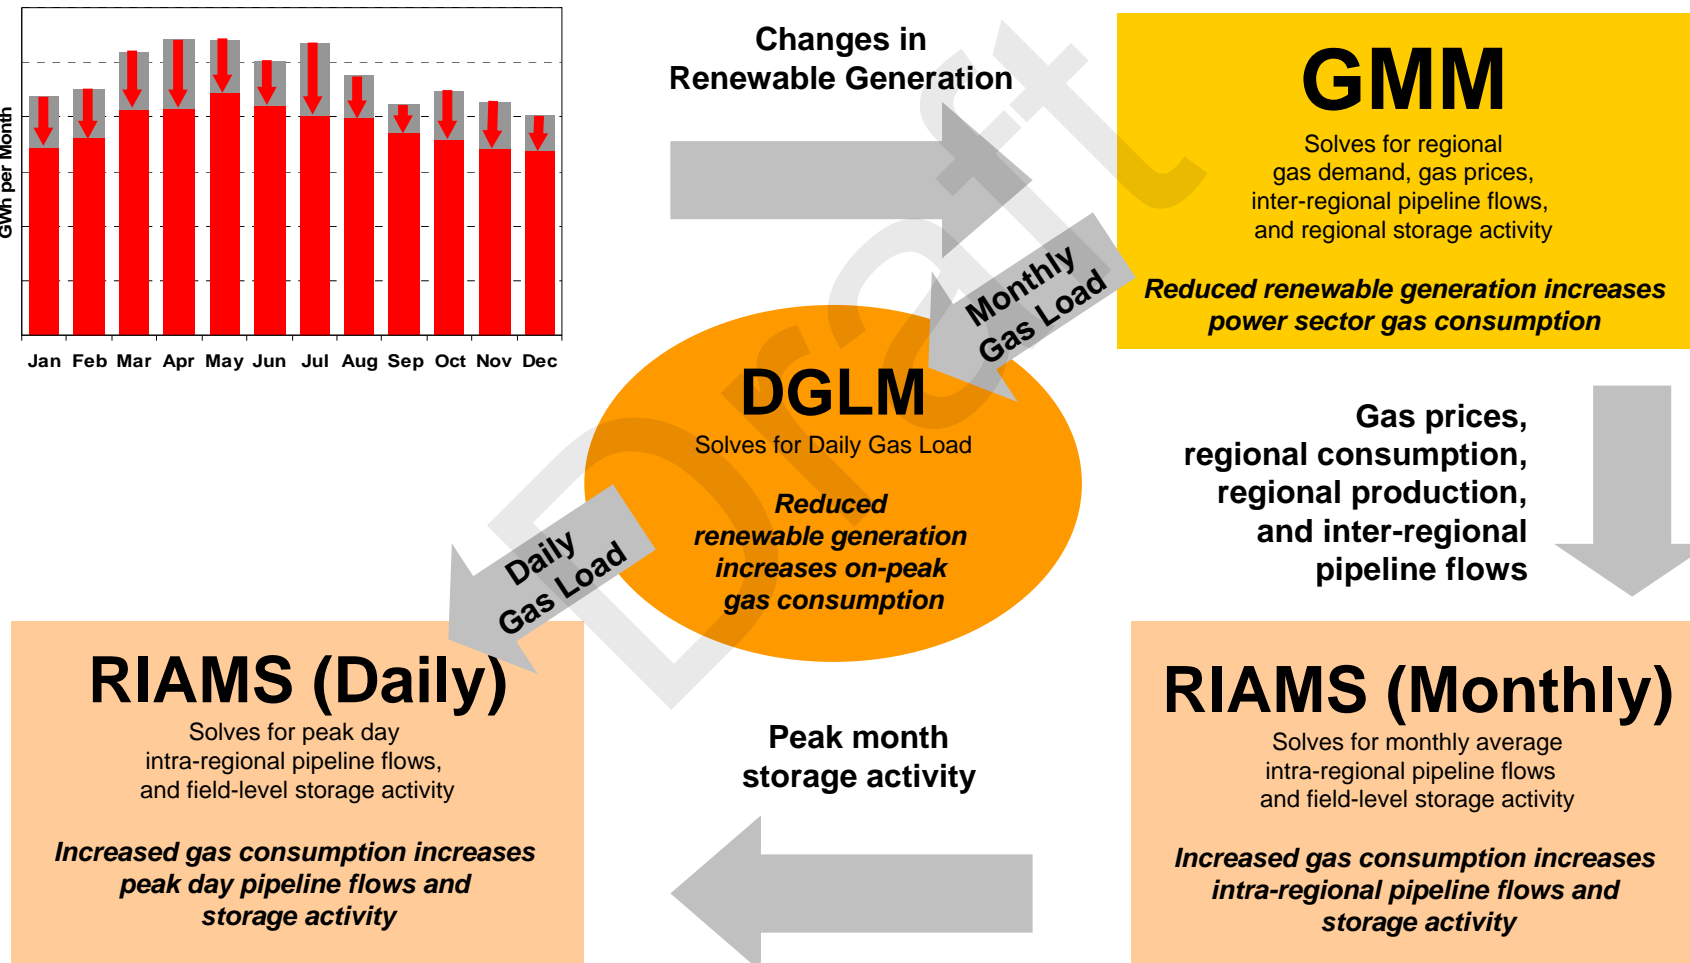 GWh per Month
Jan Feb Mar Apr May Jun Jul Aug Sep Oct Nov Dec
Changes in
Renewable Generation
GMM
Solves for regional
gas demand, gas prices,
inter-regional pipeline flows,
and regional storage activity
Reduced renewable generation increases
power sector gas consumption
Monthly
Gas Load
DGLM
Solves for Daily Gas Load
Reduced
renewable generation
increases on-peak
gas consumption
Gas prices,
regional consumption,
regional production,
and inter-regional
pipeline flows
Daily
Gas Load
RIAMS (Daily)
Solves for peak day
intra-regional pipeline flows,
and field-level storage activity
Increased gas consumption increases
peak day pipeline flows and
storage activity
Peak month
storage activity
RIAMS (Monthly)
Solves for monthly average
intra-regional pipeline flows
and field-level storage activity
Increased gas consumption increases
intra-regional pipeline flows and
storage activity
Draft